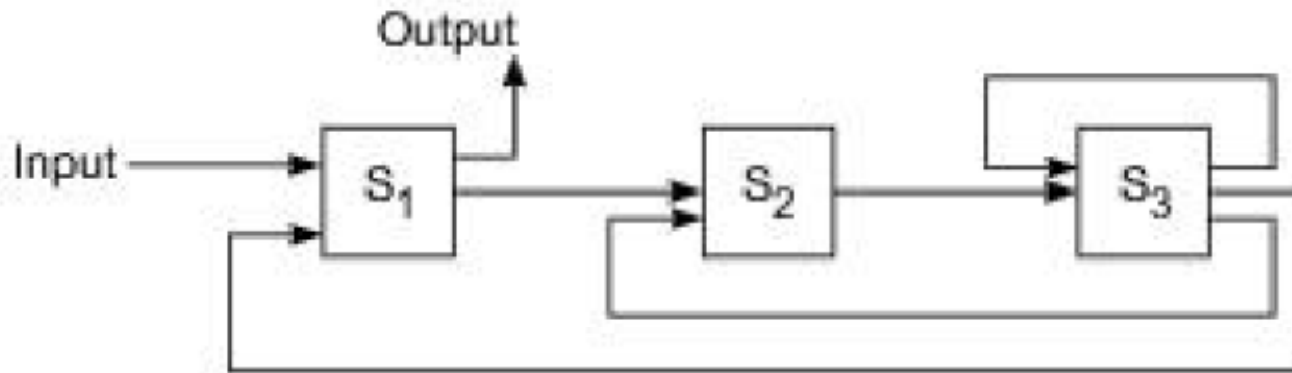 Output
Input
S₁
S₂
S₃